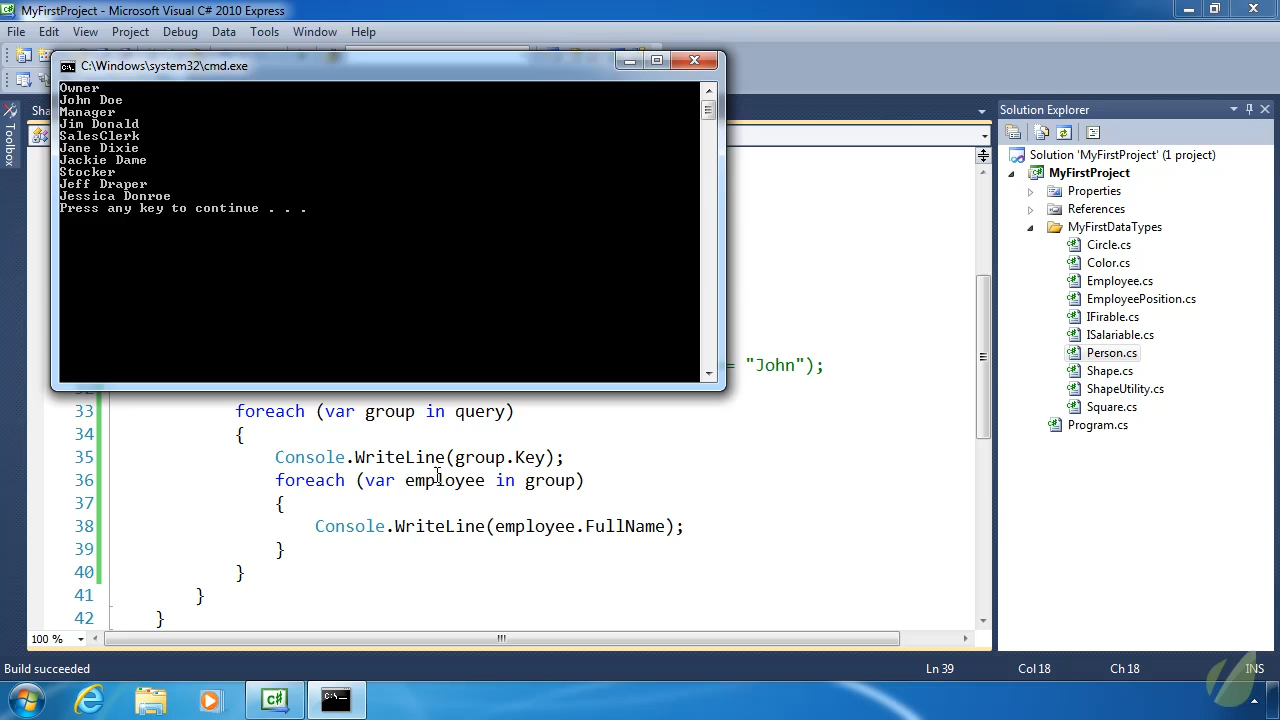 MyFirstProject - Microsoft Visual C# 2010 Express
File Edit View Project Debug Data Tools Window Help
C:\Windows\system32\cmd.exe
Owner
John Doe
Manager
Jim Donald
SalesClerk
Jane Dixie
Jackie Dame
Stocker
Jeff Draper
Jessica Donroe
Press any key to continue . . .
Toolbox
Sha
= "John");
33 foreach (var group in query)
34 {
35 Console.WriteLine(group.Key);
36 foreach (var employee in group)
37 {
38 Console.WriteLine(employee.FullName);
39 }
40 }
41 }
42 }
100 %
Solution Explorer
Solution 'MyFirstProject' (1 project)
MyFirstProject
Properties
References
MyFirstDataTypes
Circle.cs
Color.cs
Employee.cs
EmployeePosition.cs
IFirable.cs
ISalariable.cs
Person.cs
Shape.cs
ShapeUtility.cs
Square.cs
Program.cs
Build succeeded Ln 39 Col 18 Ch 18 INS